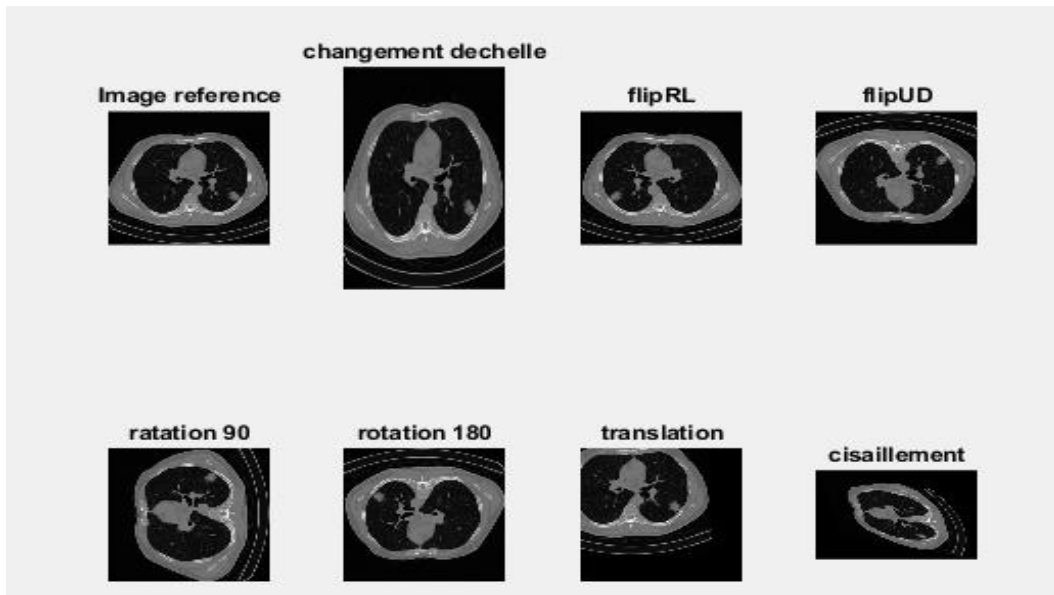 changement dechelle
Image reference
flipRL
flipUD
ratation 90
rotation 180
translation
cisaillement